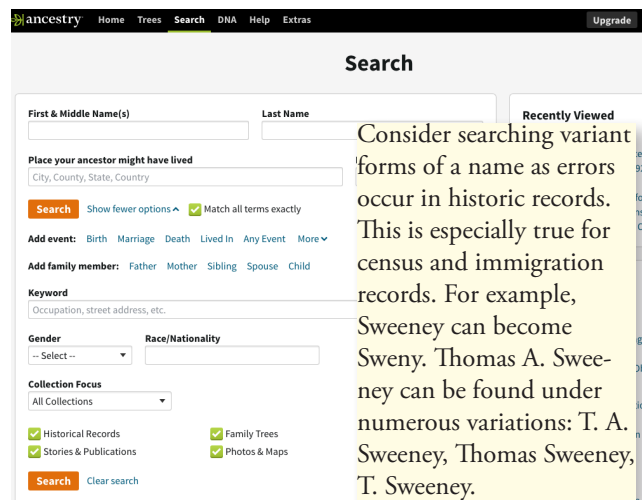 ancestry Home Trees Search DNA Help Extras Upgrade
Search
First & Middle Name(s) Last Name
Recently Viewed
Place your ancestor might have lived
City, County, State, Country
Search Show fewer options Match all terms exactly
Add event: Birth Marriage Death Lived In Any Event More
Add family member: Father Mother Sibling Spouse Child
Keyword
Occupation, street address, etc.
Gender Race/Nationality
-- Select --
Collection Focus
All Collections
Historical Records Family Trees
Stories & Publications Photos & Maps
Search Clear search
Consider searching variant
forms of a name as errors
occur in historic records.
This is especially true for
census and immigration
records. For example,
Sweeney can become
Sweny. Thomas A. Swee-
ney can be found under
numerous variations: T. A.
Sweeney, Thomas Sweeney,
T. Sweeney.